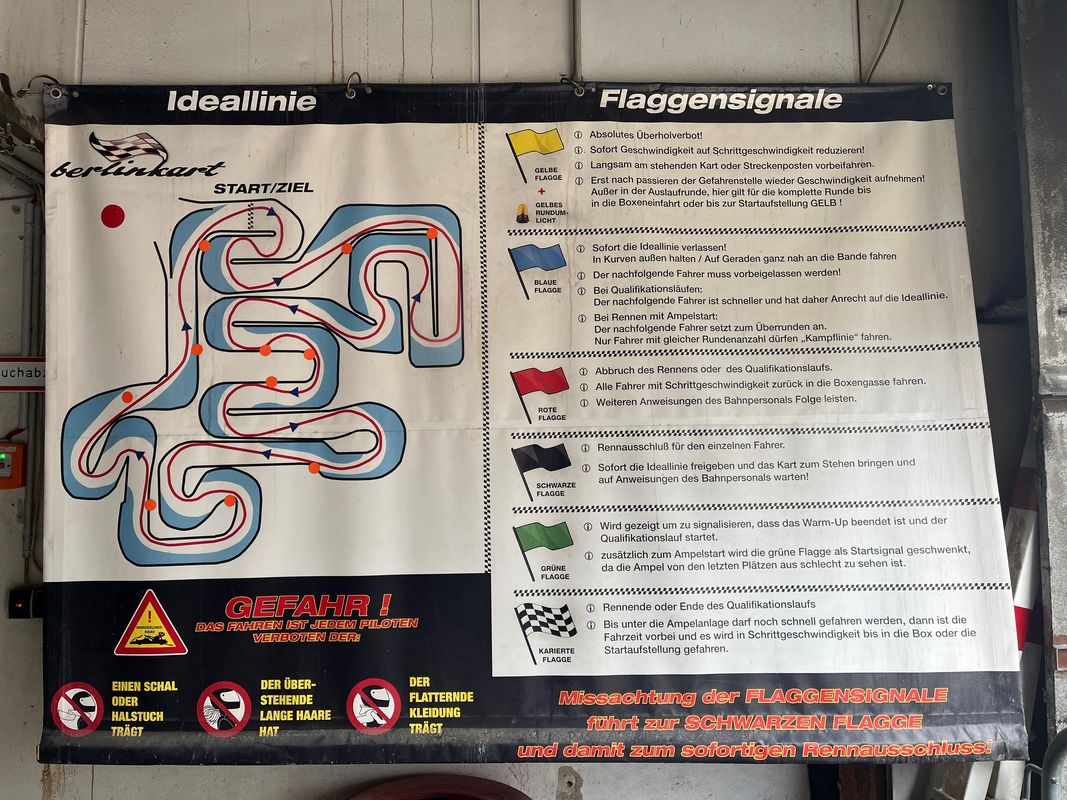 Ideallinie
berlinkart
START/ZIEL
Flaggensignale
GELBE
FLAGGE
+
GELBES
RUNDUM-
LICHT
Absolutes Überholverbot!
Sofort Geschwindigkeit auf Schrittgeschwindigkeit reduzieren!
Langsam am stehenden Kart oder Streckenposten vorbeifahren.
Erst nach passieren der Gefahrenstelle wieder Geschwindigkeit aufnehmen!
Außer in der Auslaufrunde, hier gilt für die komplette Runde bis
in die Boxeneinfahrt oder bis zur Startaufstellung GELB !
BLAUE
FLAGGE
Sofort die Ideallinie verlassen!
In Kurven außen halten / Auf Geraden ganz nah an die Bande fahren
Der nachfolgende Fahrer muss vorbeigelassen werden!
Bei Qualifikationsläufen:
Der nachfolgende Fahrer ist schneller und hat daher Anrecht auf die Ideallinie.
Bei Rennen mit Ampelstart:
Der nachfolgende Fahrer setzt zum Überrunden an.
Nur Fahrer mit gleicher Rundenanzahl dürfen „Kampflinie“ fahren.
ROTE
FLAGGE
Abbruch des Rennens oder des Qualifikationslaufs.
Alle Fahrer mit Schrittgeschwindigkeit zurück in die Boxengasse fahren.
Weiteren Anweisungen des Bahnpersonals Folge leisten.
SCHWARZE
FLAGGE
Rennausschluß für den einzelnen Fahrer.
Sofort die Ideallinie freigeben und das Kart zum Stehen bringen und
auf Anweisungen des Bahnpersonals warten!
GRÜNE
FLAGGE
Wird gezeigt um zu signalisieren, dass das Warm-Up beendet ist und der
Qualifikationslauf startet.
zusätzlich zum Ampelstart wird die grüne Flagge als Startsignal geschwenkt,
da die Ampel von den letzten Plätzen aus schlecht zu sehen ist.
KARIERTE
FLAGGE
Rennende oder Ende des Qualifikationslaufs
Bis unter die Ampelanlage darf noch schnell gefahren werden, dann ist die
Fahrzeit vorbei und es wird in Schrittgeschwindigkeit bis in die Box oder die
Startaufstellung gefahren.
GEFAHR !
DAS FAHREN IST JEDEM PILOTEN
VERBOTEN DER:
EINEN SCHAL
ODER
HALSTUCH
TRÄGT
DER ÜBER-
STEHENDE
LANGE HAARE
HAT
DER
FLATTERNDE
KLEIDUNG
TRÄGT
Missachtung der FLAGGENSIGNALE
führt zur SCHWARZEN FLAGGE
und damit zum sofortigen Rennausschluss!